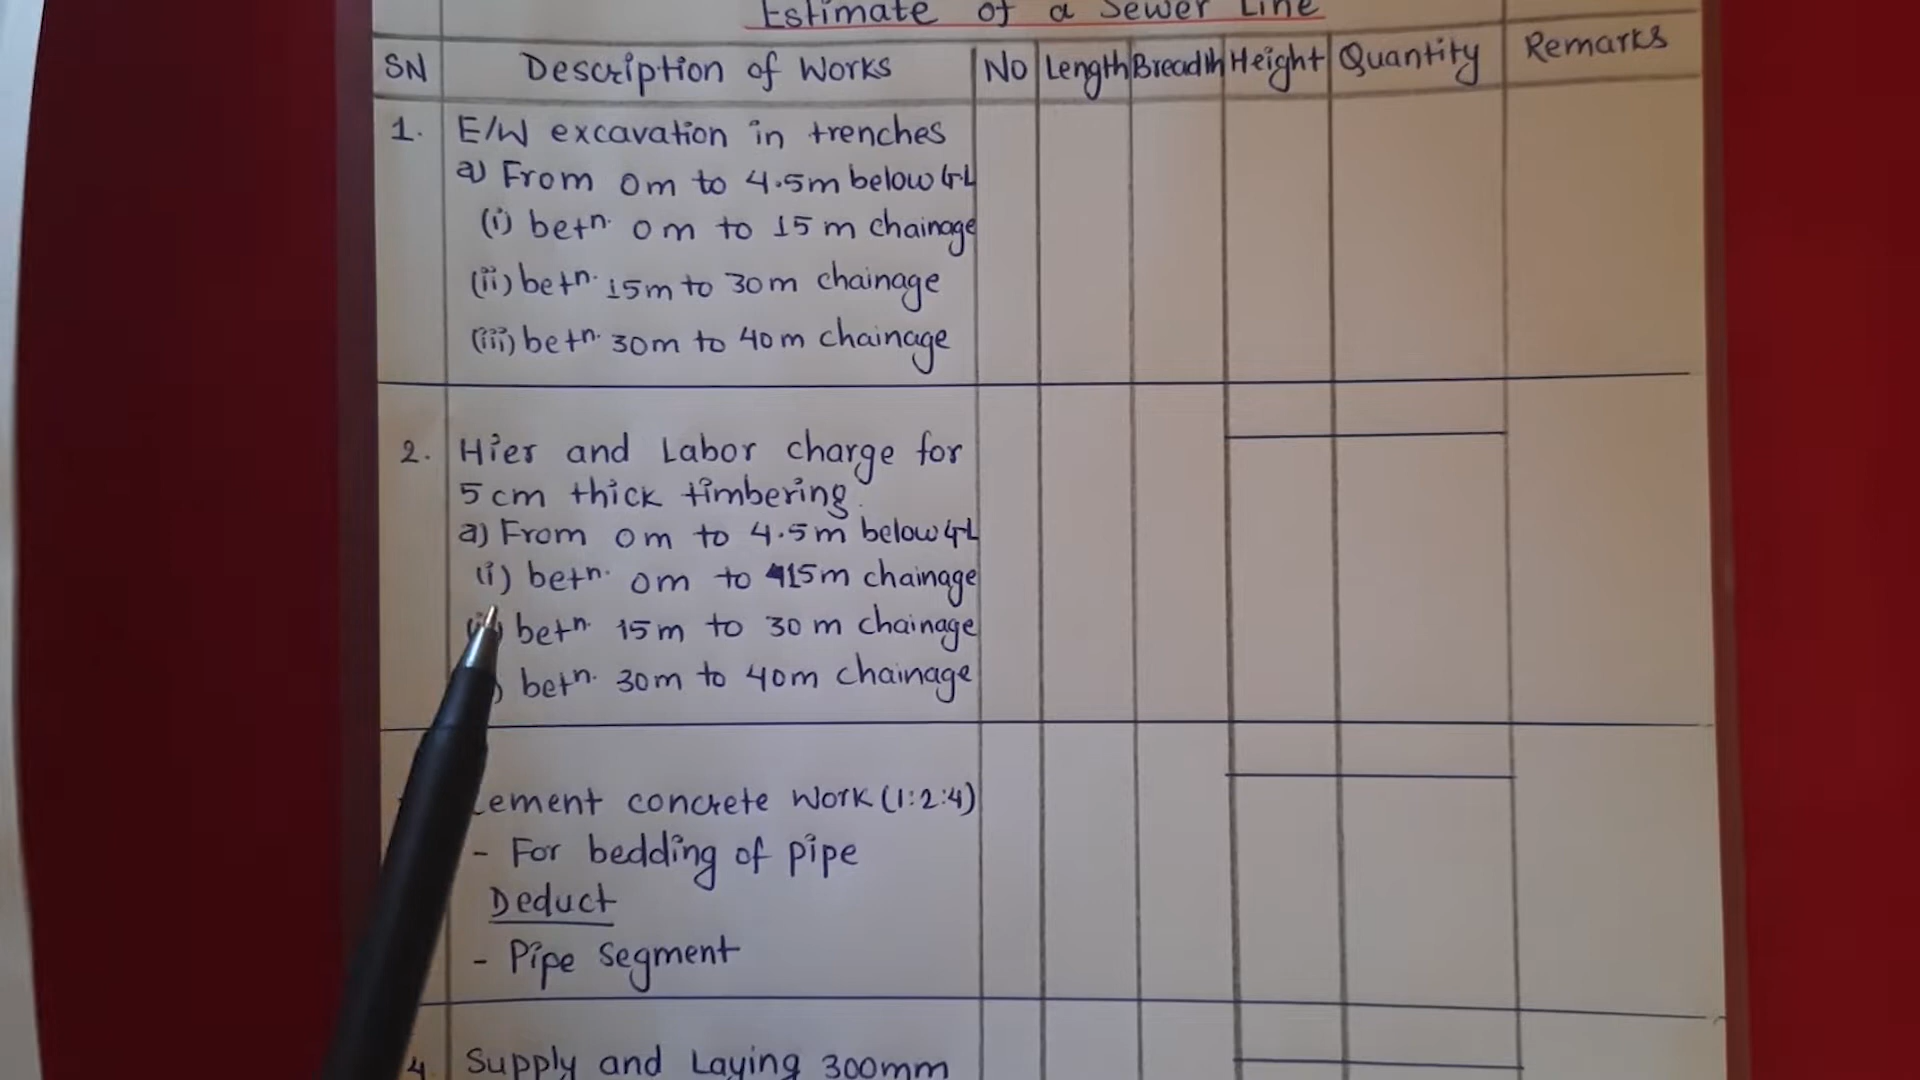 Estimate of a Sewer Line
SN Description of Works No Length Breadth Height Quantity Remarks
1. E/W excavation in trenches
a) From 0m to 4.5m below GL
(i) betn. 0m to 15m chainage
(ii) betn. 15m to 30m chainage
(iii) betn. 30m to 40m chainage
2. Hier and Labor charge for
5cm thick timbering.
a) From 0m to 4.5m below GL
(i) betn. 0m to 15m chainage
betn. 15m to 30m chainage
betn. 30m to 40m chainage
cement concrete work (1:2:4)
- For bedding of pipe
Deduct
- Pipe segment
4. Supply and Laying 300mm